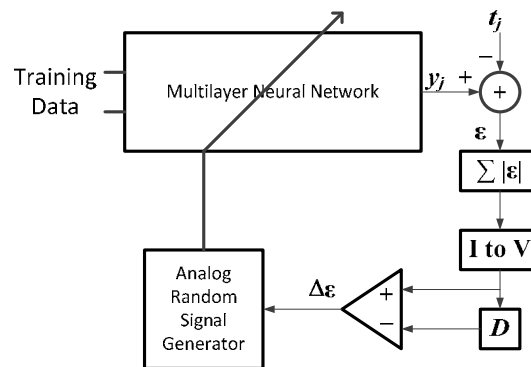 t_j
−
Training
Data
Multilayer Neural Network
y_j
+
+
ε
∑ |ε|
I to V
Analog
Random
Signal
Generator
Δε
+
−
D